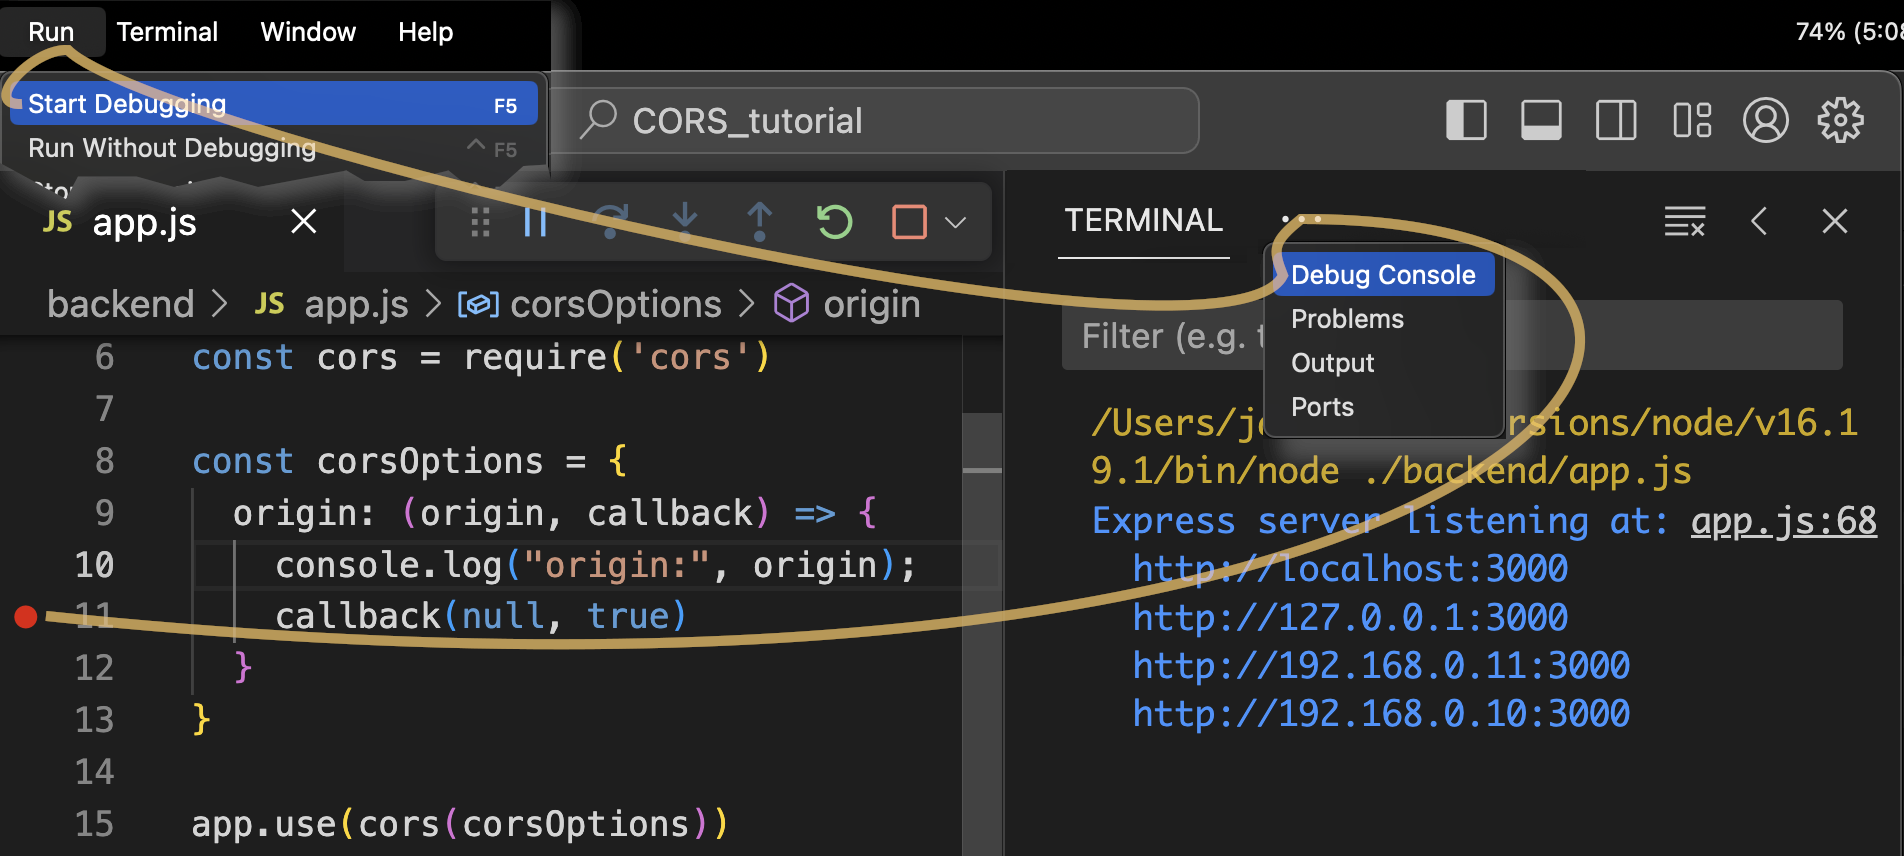 Run Terminal Window Help
74% (5:08
Start Debugging F5
Run Without Debugging ^ F5
CORS_tutorial
JS app.js
TERMINAL
backend > JS app.js > corsOptions > origin
Debug Console
Problems
Output
Ports
Filter (e.g.
6 const cors = require('cors')
7
8 const corsOptions = {
9 origin: (origin, callback) => {
10 console.log("origin:", origin);
11 callback(null, true)
12 }
13 }
14
15 app.use(cors(corsOptions))
/Users/j rsions/node/v16.1
9.1/bin/node ./backend/app.js
Express server listening at: app.js:68
http://localhost:3000
http://127.0.0.1:3000
http://192.168.0.11:3000
http://192.168.0.10:3000